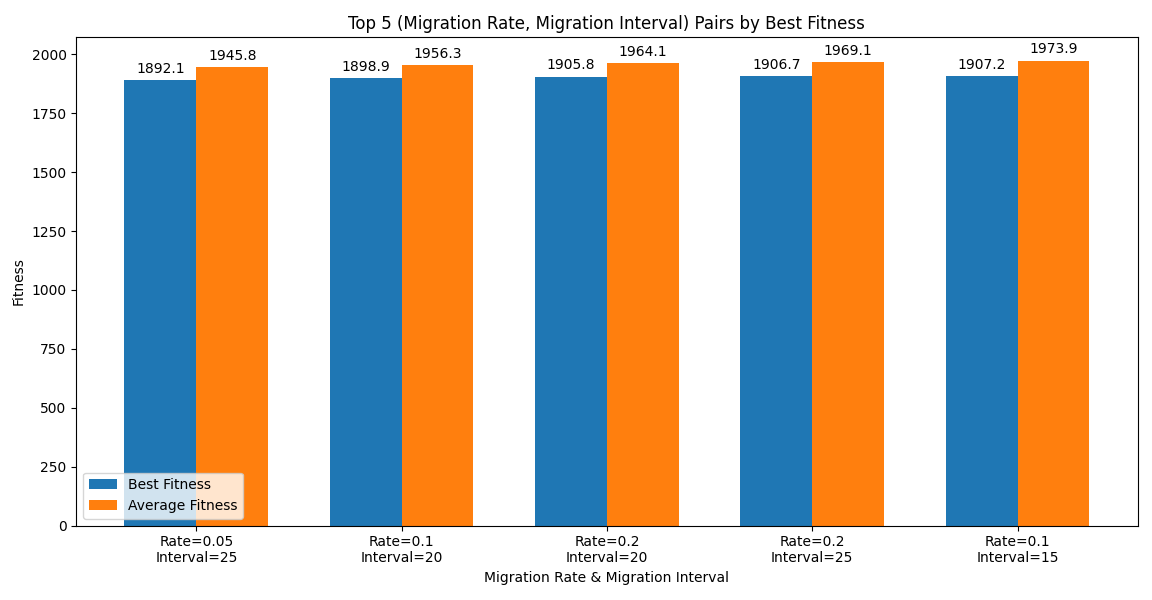 Top 5 (Migration Rate, Migration Interval) Pairs by Best Fitness
Fitness
2000
1750
1500
1250
1000
750
500
250
0
1892.1
1945.8
1898.9
1956.3
1905.8
1964.1
1906.7
1969.1
1907.2
1973.9
Best Fitness
Average Fitness
Rate=0.05
Interval=25
Rate=0.1
Interval=20
Rate=0.2
Interval=20
Rate=0.2
Interval=25
Rate=0.1
Interval=15
Migration Rate & Migration Interval